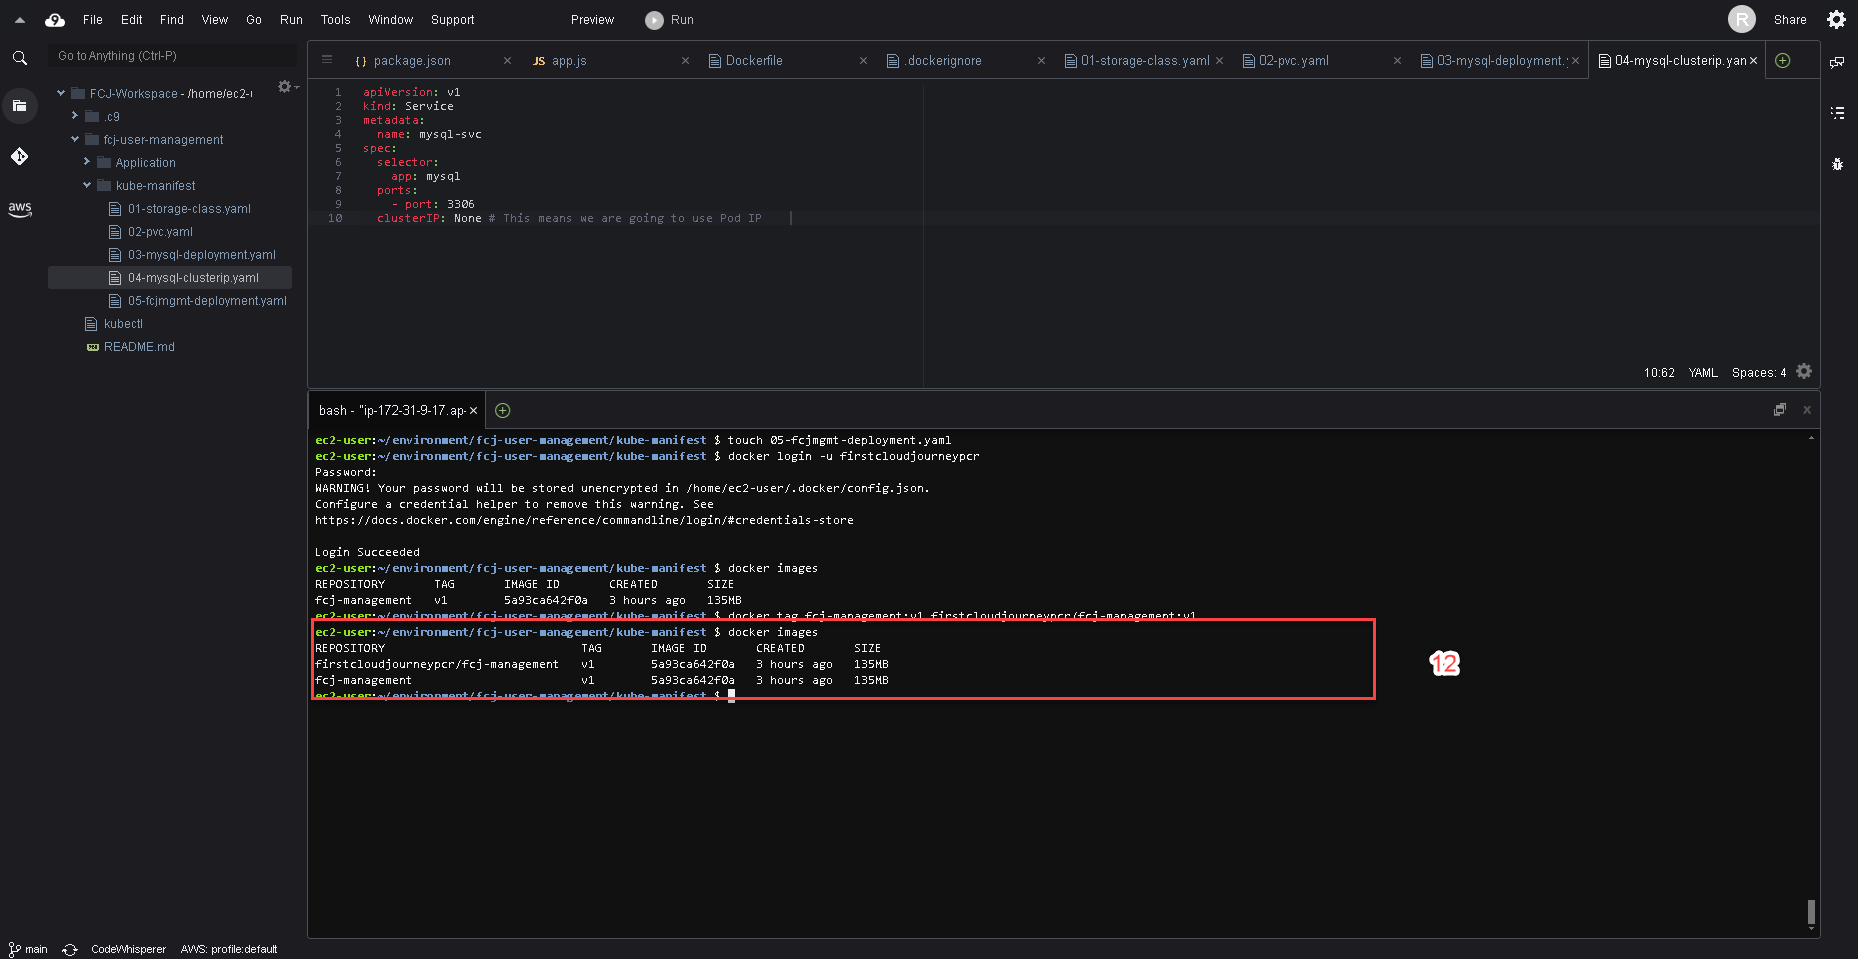 File Edit Find View Go Run Tools Window Support Preview Run R Share
Go to Anything (Ctrl-P)
package.json
JS app.js
Dockerfile
.dockerignore
01-storage-class.yaml
02-pvc.yaml
03-mysql-deployment.
04-mysql-clusterip.yam
FCJ-Workspace - /home/ec2-u
.c9
fcj-user-management
Application
kube-manifest
01-storage-class.yaml
02-pvc.yaml
03-mysql-deployment.yaml
04-mysql-clusterip.yaml
05-fcjmgmt-deployment.yaml
kubectl
README.md
aws
1 apiVersion: v1
2 kind: Service
3 metadata:
4 name: mysql-svc
5 spec:
6 selector:
7 app: mysql
8 ports:
9 - port: 3306
10 clusterIP: None # This means we are going to use Pod IP
10:62 YAML Spaces: 4
bash - "ip-172-31-9-17.ap-
ec2-user:~/environment/fcj-user-management/kube-manifest $ touch 05-fcjmgmt-deployment.yaml
ec2-user:~/environment/fcj-user-management/kube-manifest $ docker login -u firstcloudjourneypcr
Password:
WARNING! Your password will be stored unencrypted in /home/ec2-user/.docker/config.json.
Configure a credential helper to remove this warning. See
https://docs.docker.com/engine/reference/commandline/login/#credentials-store
Login Succeeded
ec2-user:~/environment/fcj-user-management/kube-manifest $ docker images
REPOSITORY TAG IMAGE ID CREATED SIZE
fcj-management v1 5a93ca642f0a 3 hours ago 135MB
ec2-user:~/environment/fcj-user-management/kube-manifest $ docker tag fcj-management:v1 firstcloudjourneypcr/fcj-management:v1
ec2-user:~/environment/fcj-user-management/kube-manifest $ docker images
REPOSITORY TAG IMAGE ID CREATED SIZE
firstcloudjourneypcr/fcj-management v1 5a93ca642f0a 3 hours ago 135MB
fcj-management v1 5a93ca642f0a 3 hours ago 135MB
ec2-user:~/environment/fcj-user-management/kube-manifest $
12
main CodeWhisperer AWS: profile:default